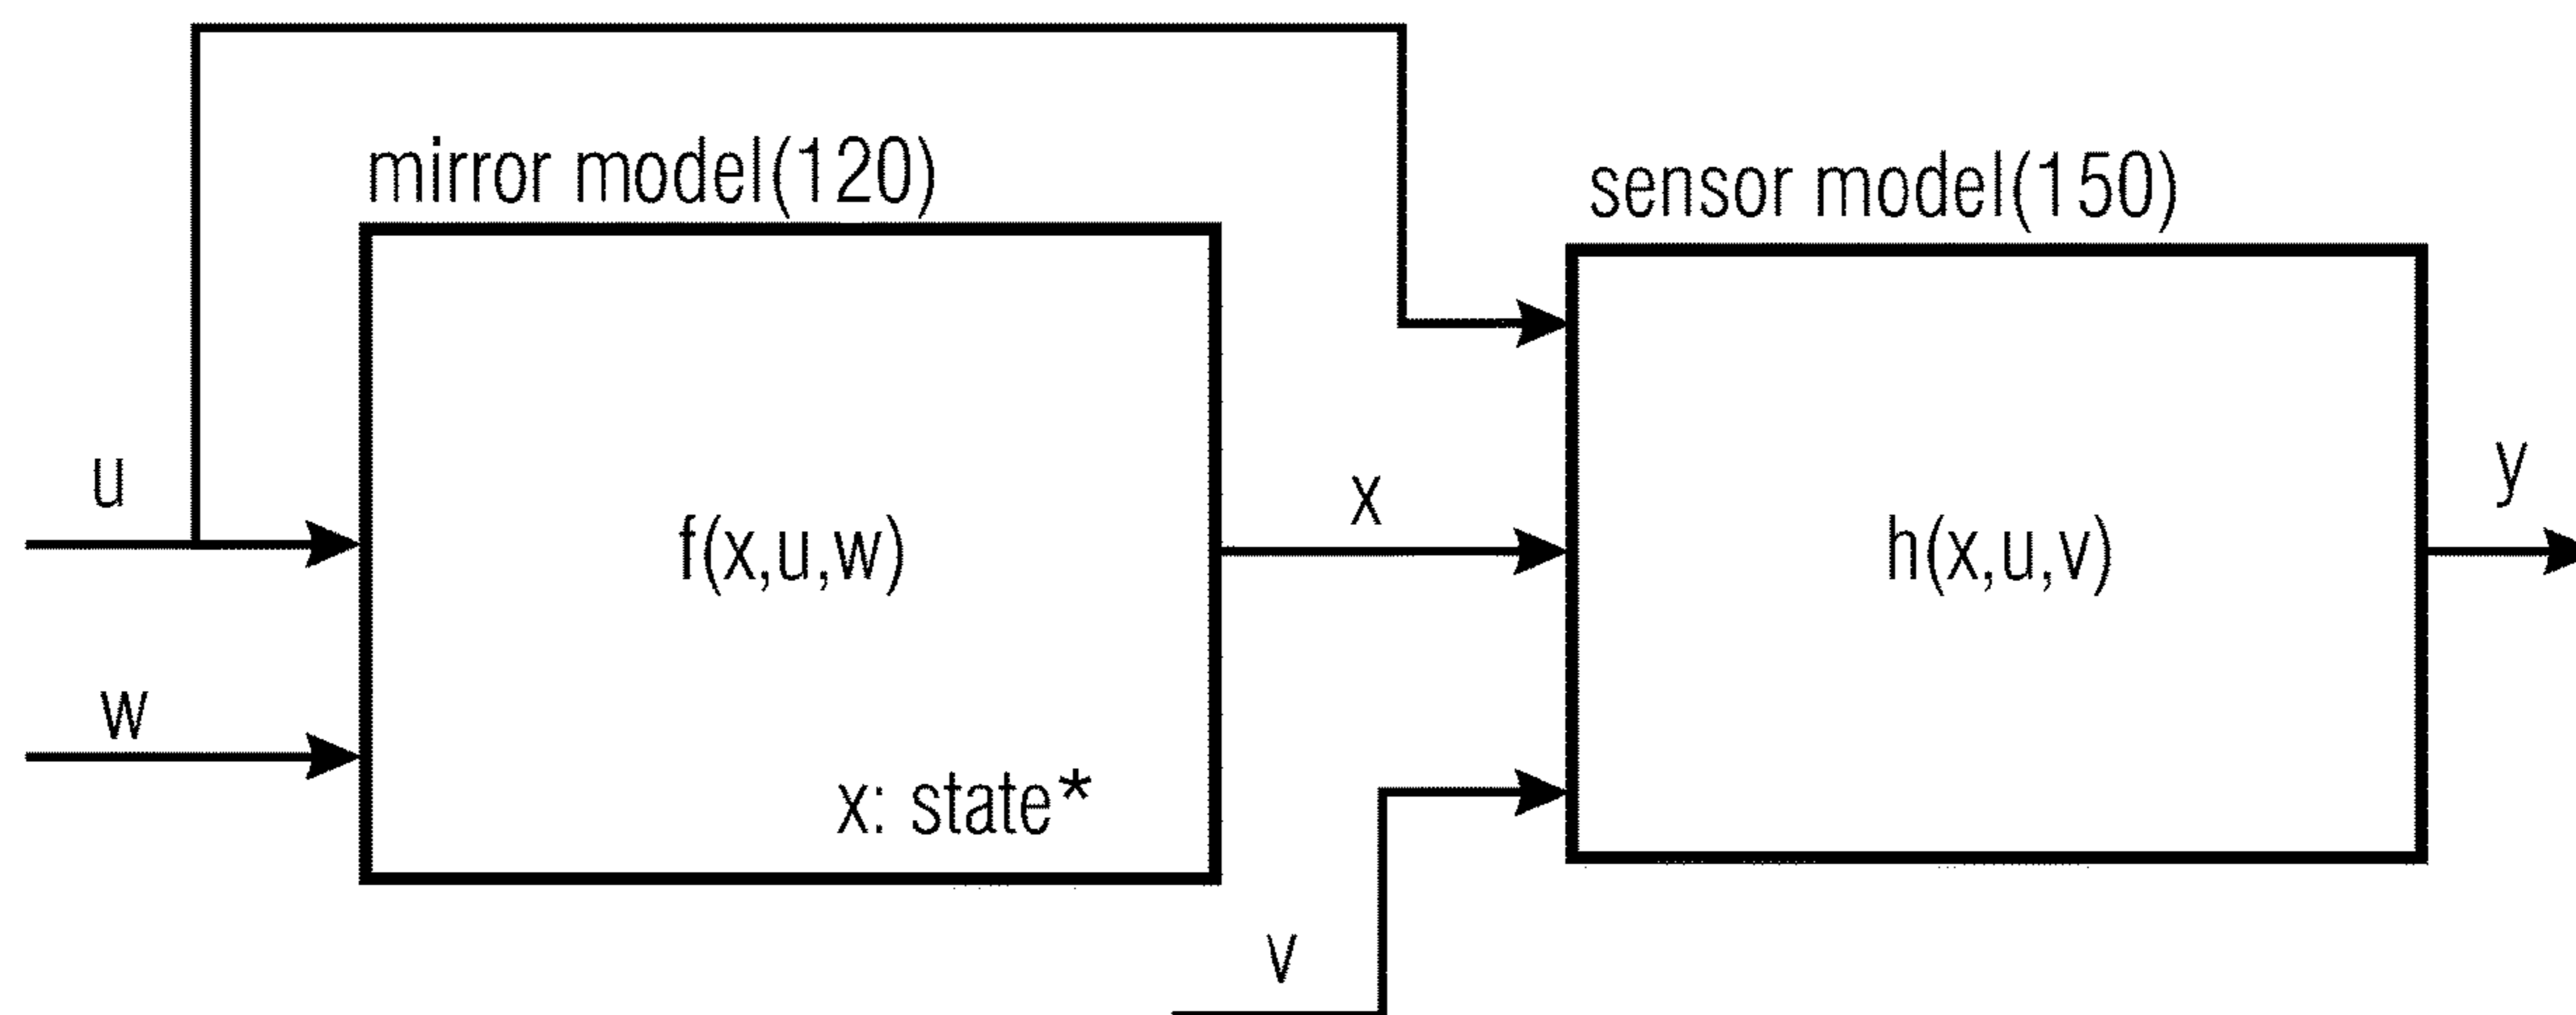 mirror model(120)
sensor model(150)
u
f(x,u,w)
x
h(x,u,v)
y
w
x: state*
v